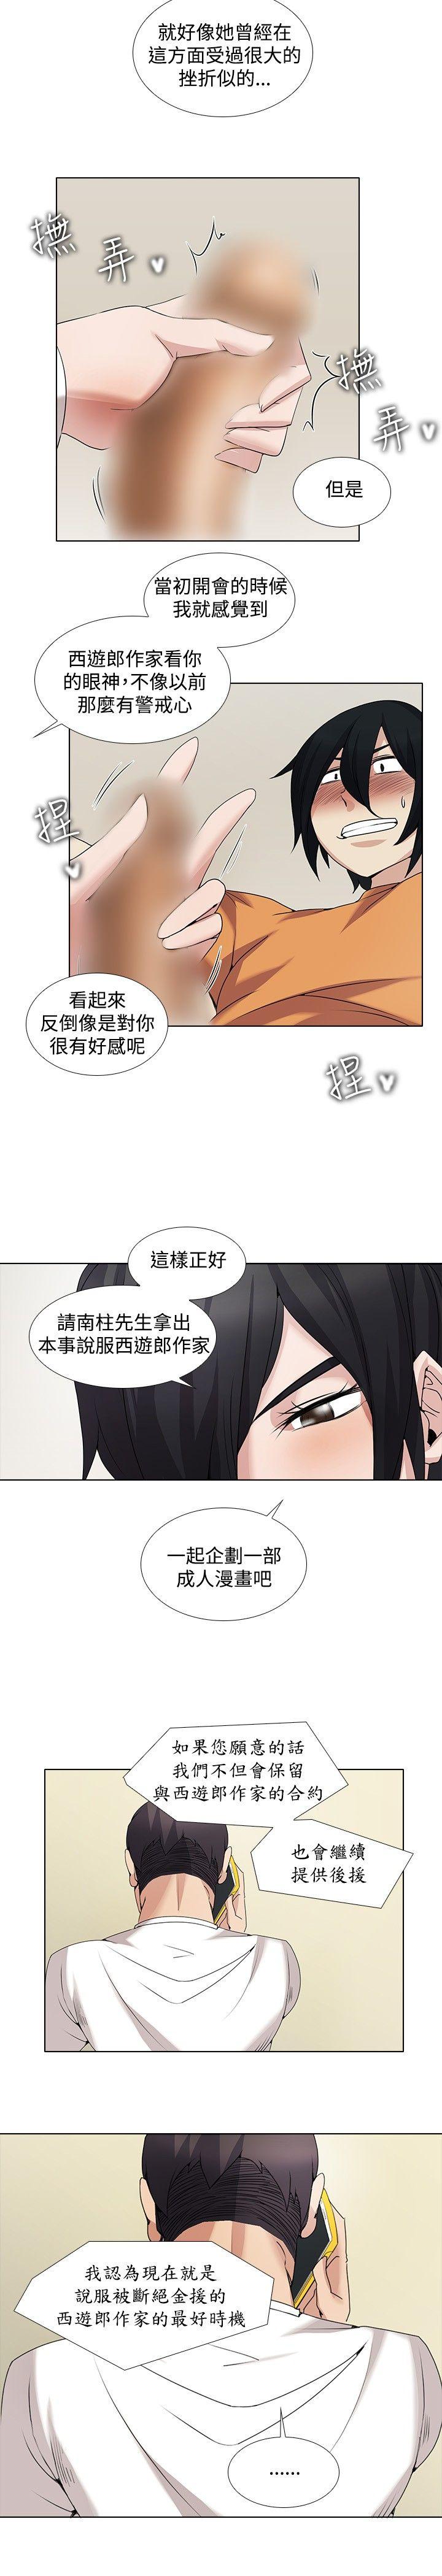 就好像她曾經在
這方面受過很大的
挫折似的...
撫
弄
撫
弄
但是
當初開會的時候
我就感覺到
西遊郎作家看你
的眼神,不像以前
那麼有警戒心
捏
看起來
反倒像是對你
很有好感呢
捏
這樣正好
請南柱先生拿出
本事說服西遊郎作家
一起企劃一部
成人漫畫吧
如果您願意的話
我們不但會保留
與西遊郎作家的合約
也會繼續
提供後援
我認為現在就是
說服被斷絕金援的
西遊郎作家的最好時機
......